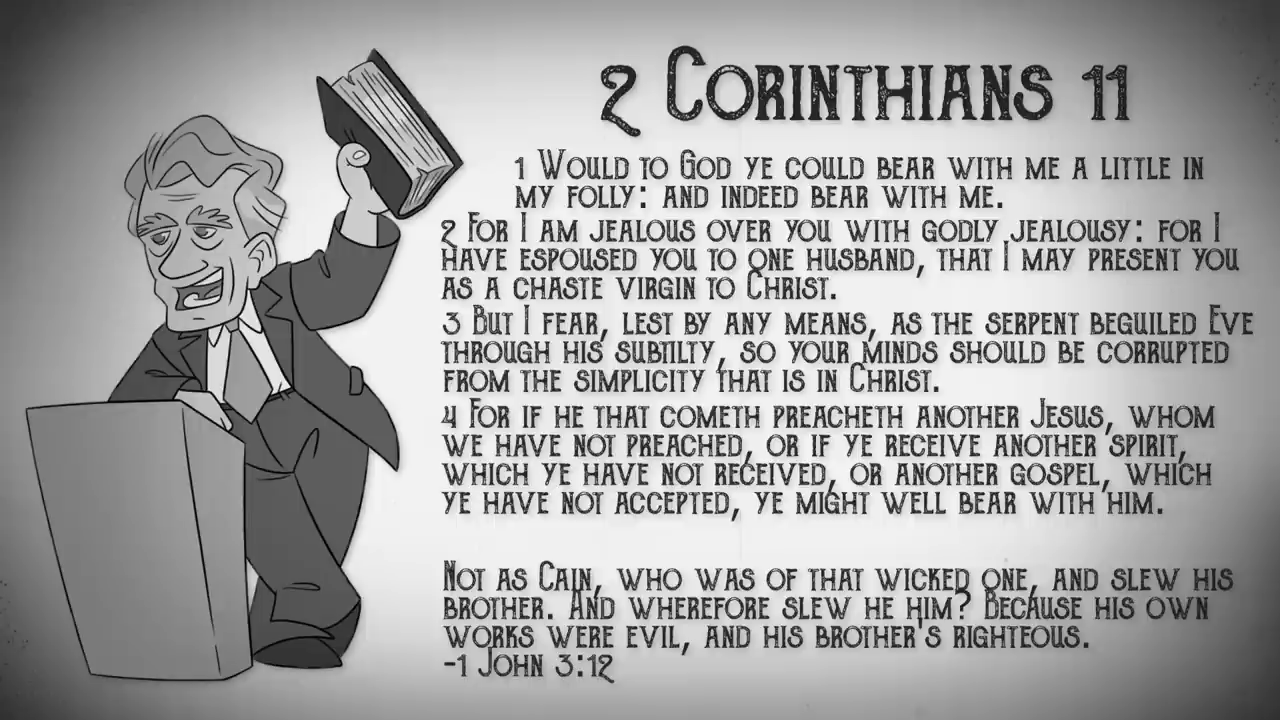 2 Corinthians 11
1 Would to God ye could bear with me a little in
my folly: and indeed bear with me.
2 For I am jealous over you with godly jealousy: for I
have espoused you to one husband, that I may present you
as a chaste virgin to Christ.
3 But I fear, lest by any means, as the serpent beguiled Eve
through his subtilty, so your minds should be corrupted
from the simplicity that is in Christ.
4 For if he that cometh preacheth another Jesus, whom
we have not preached, or if ye receive another spirit,
which ye have not received, or another gospel, which
ye have not accepted, ye might well bear with him.
Not as Cain, who was of that wicked one, and slew his
brother. And wherefore slew he him? Because his own
works were evil, and his brother's righteous.
-1 John 3:12